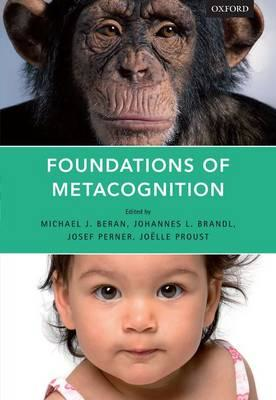 OXFORD
FOUNDATIONS OF
METACOGNITION
Edited by
MICHAEL J. BERAN, JOHANNES L. BRANDL,
JOSEF PERNER, JOËLLE PROUST